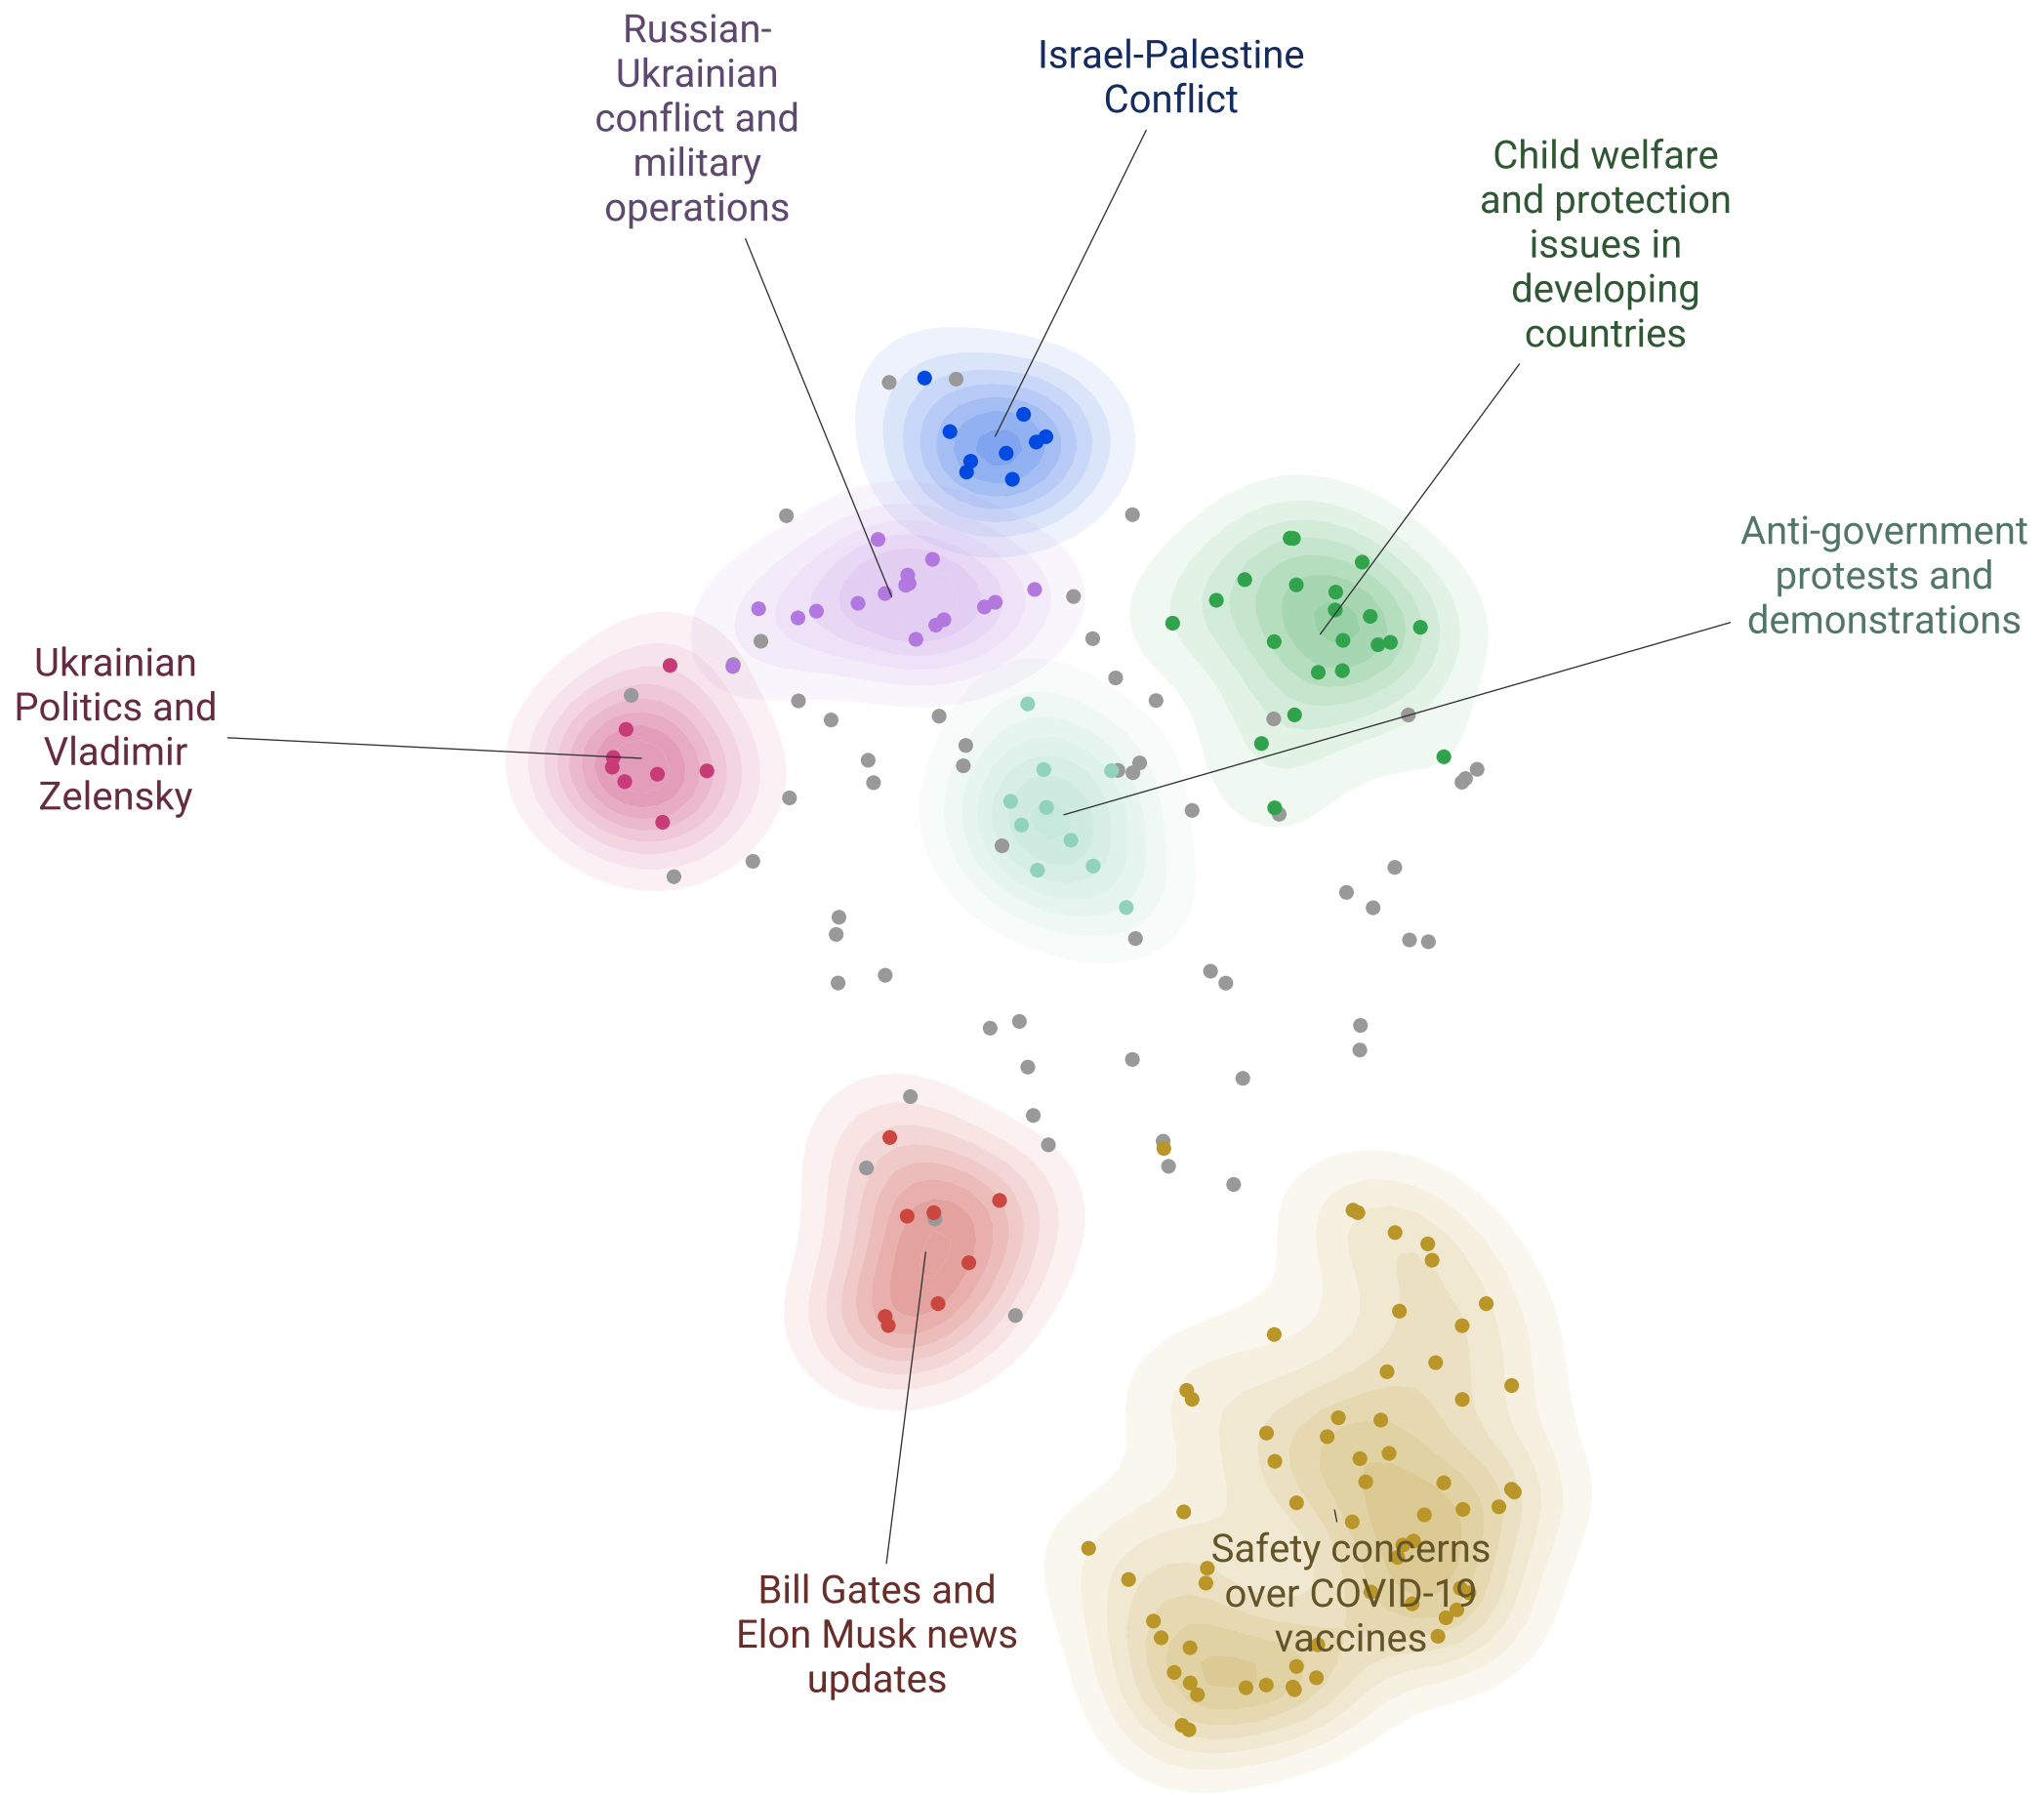 Russian-
Ukrainian
conflict and
military
operations
Israel-Palestine
Conflict
Child welfare
and protection
issues in
developing
countries
Anti-government
protests and
demonstrations
Ukrainian
Politics and
Vladimir
Zelensky
Safety concerns
over COVID-19
vaccines
Bill Gates and
Elon Musk news
updates